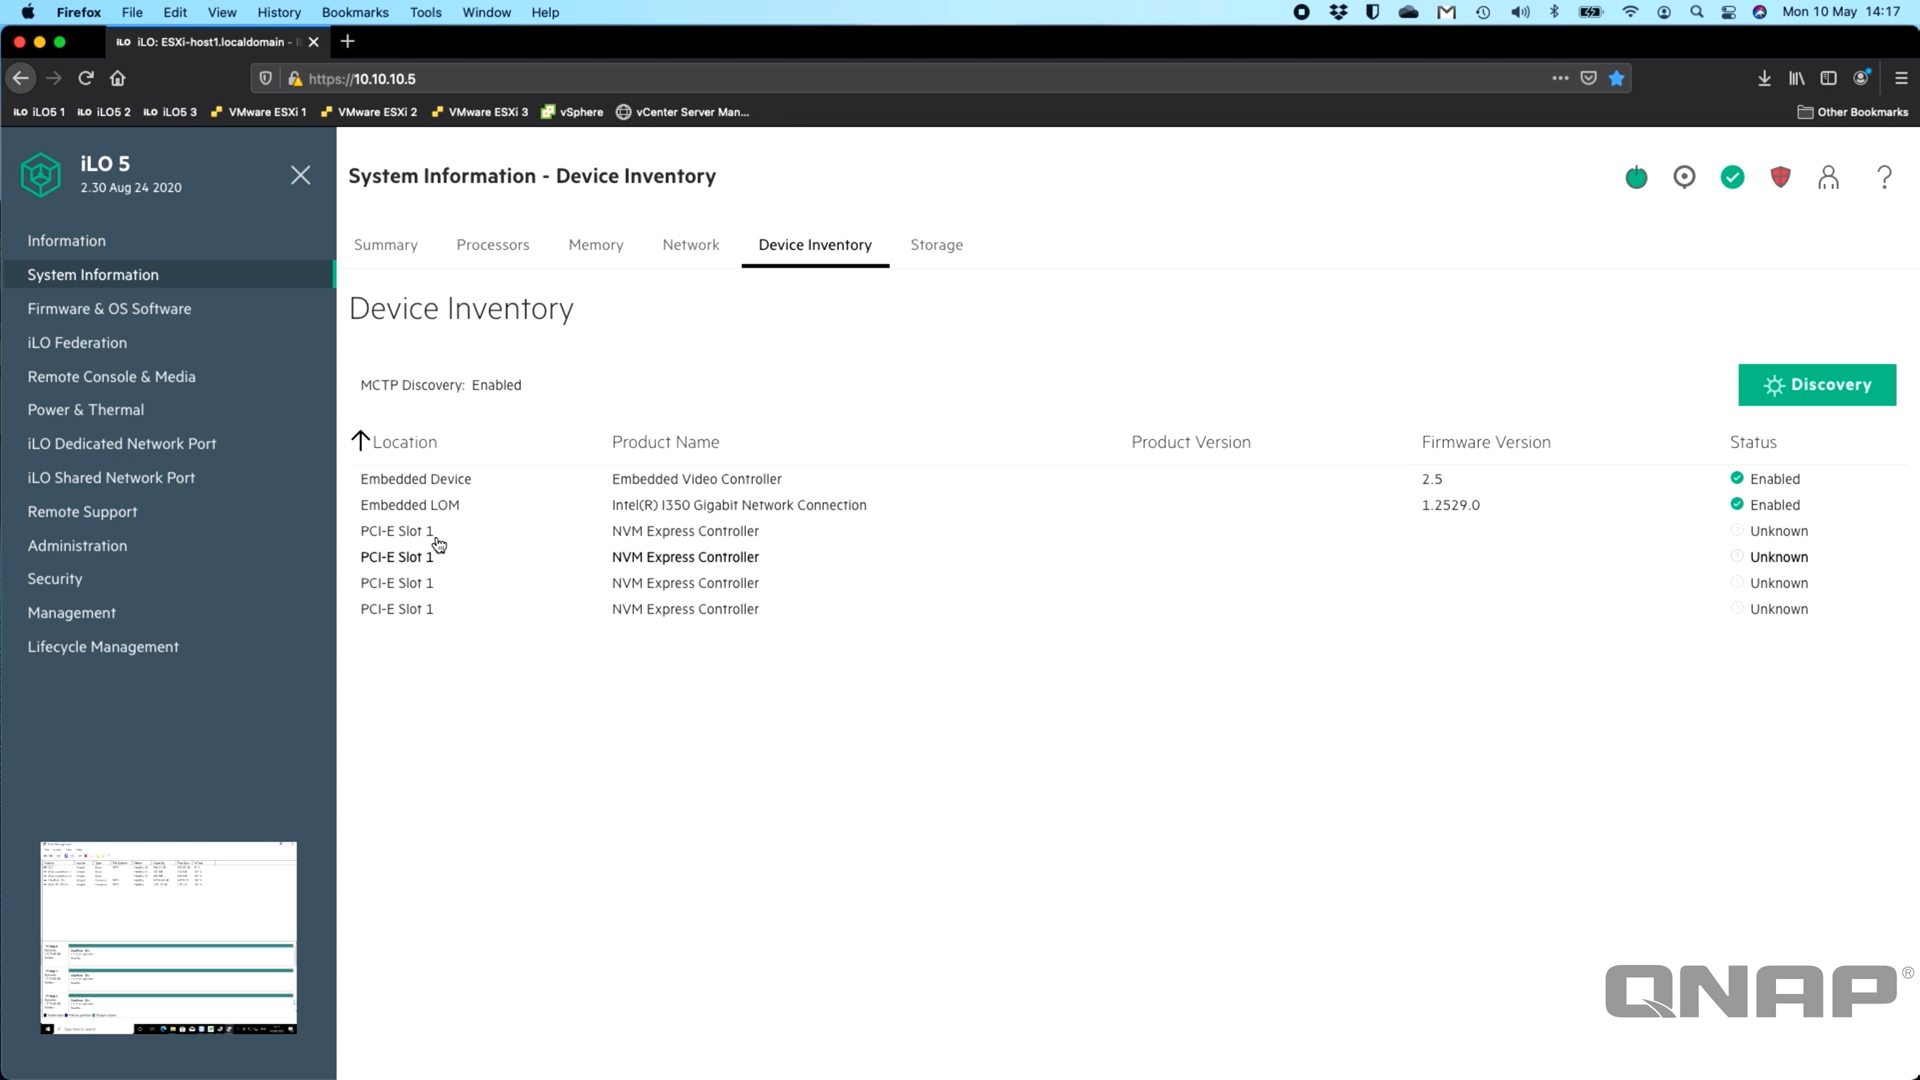 Firefox File Edit View History Bookmarks Tools Window Help Mon 10 May 14:17
iLO iLO: ESXi-host1.localdomain -
https://10.10.10.5
iLO iLO5 1 iLO iLO5 2 iLO iLO5 3 VMware ESXi 1 VMware ESXi 2 VMware ESXi 3 vSphere vCenter Server Man... Other Bookmarks
iLO 5
2.30 Aug 24 2020
System Information - Device Inventory
Information
System Information
Firmware & OS Software
iLO Federation
Remote Console & Media
Power & Thermal
iLO Dedicated Network Port
iLO Shared Network Port
Remote Support
Administration
Security
Management
Lifecycle Management
Summary Processors Memory Network Device Inventory Storage
Device Inventory
MCTP Discovery: Enabled
Discovery
Location Product Name Product Version Firmware Version Status
Embedded Device Embedded Video Controller 2.5 Enabled
Embedded LOM Intel(R) I350 Gigabit Network Connection 1.2529.0 Enabled
PCI-E Slot 1 NVM Express Controller Unknown
PCI-E Slot 1 NVM Express Controller Unknown
PCI-E Slot 1 NVM Express Controller Unknown
PCI-E Slot 1 NVM Express Controller Unknown
QNAP®